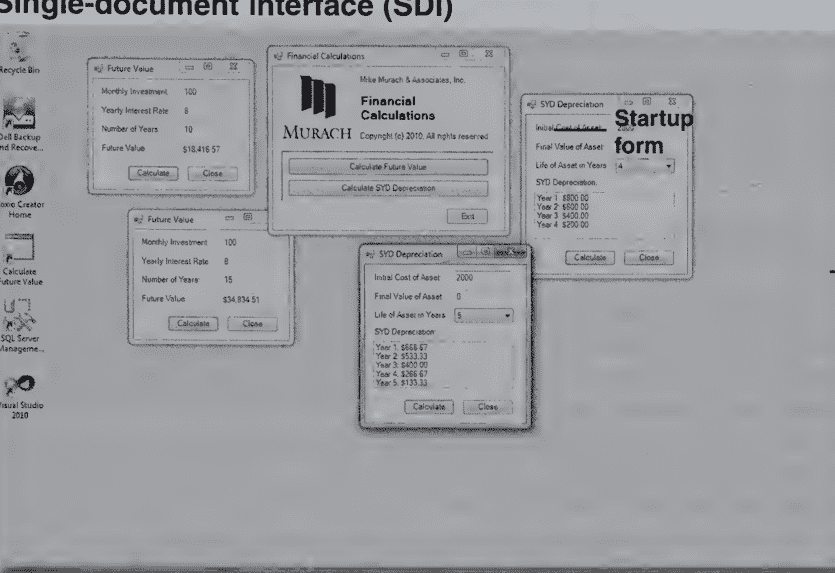 Single-document interface (SDI)
Recycle Bin
Dell Backup
and Recove...
Roxio Creator
Home
Calculate
Future Value
SQL Server
Manageme...
Visual Studio
2010
Future Value
Monthly Investment 100
Yearly Interest Rate 8
Number of Years 10
Future Value $18,416.57
Calculate Close
Financial Calculations
Mike Murach & Associates, Inc.
Financial
Calculations
MURACH Copyright (c) 2010. All rights reserved
Calculate Future Value
Calculate SYD Depreciation
Exit
SYD Depreciation
Initial Cost of Asset 2000
Final Value of Asset
Life of Asset in Years 4
SYD Depreciation:
Year 1: $800.00
Year 2: $600.00
Year 3: $400.00
Year 4: $200.00
Calculate Close
Startup
form
Future Value
Monthly Investment 100
Yearly Interest Rate 8
Number of Years 15
Future Value $34,834.51
Calculate Close
SYD Depreciation
Initial Cost of Asset 2000
Final Value of Asset 0
Life of Asset in Years 5
SYD Depreciation:
Year 1: $666.67
Year 2: $533.33
Year 3: $400.00
Year 4: $266.67
Year 5: $133.33
Calculate Close